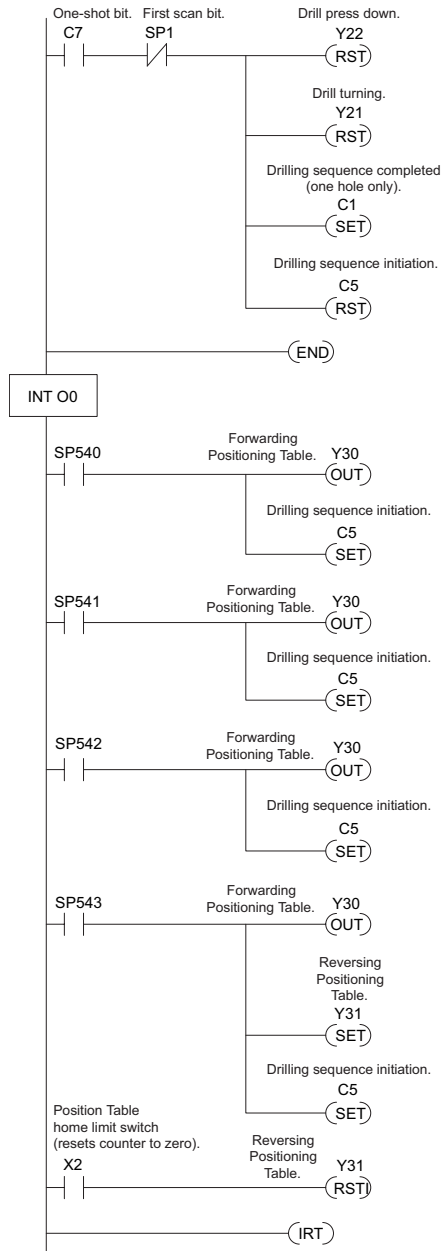 One-shot bit. First scan bit. Drill press down.
C7 SP1 Y22
RST
Drill turning.
Y21
RST
Drilling sequence completed
(one hole only).
C1
SET
Drilling sequence initiation.
C5
RST
END
INT O0
SP540
Forwarding
Positioning Table. Y30
OUT
Drilling sequence initiation.
C5
SET
SP541
Forwarding
Positioning Table. Y30
OUT
Drilling sequence initiation.
C5
SET
SP542
Forwarding
Positioning Table. Y30
OUT
Drilling sequence initiation.
C5
SET
SP543
Forwarding
Positioning Table. Y30
OUT
Reversing
Positioning
Table.
Y31
SET
Drilling sequence initiation.
C5
SET
Position Table
home limit switch
(resets counter to zero).
X2
Reversing
Positioning
Table. Y31
RSTI
IRT